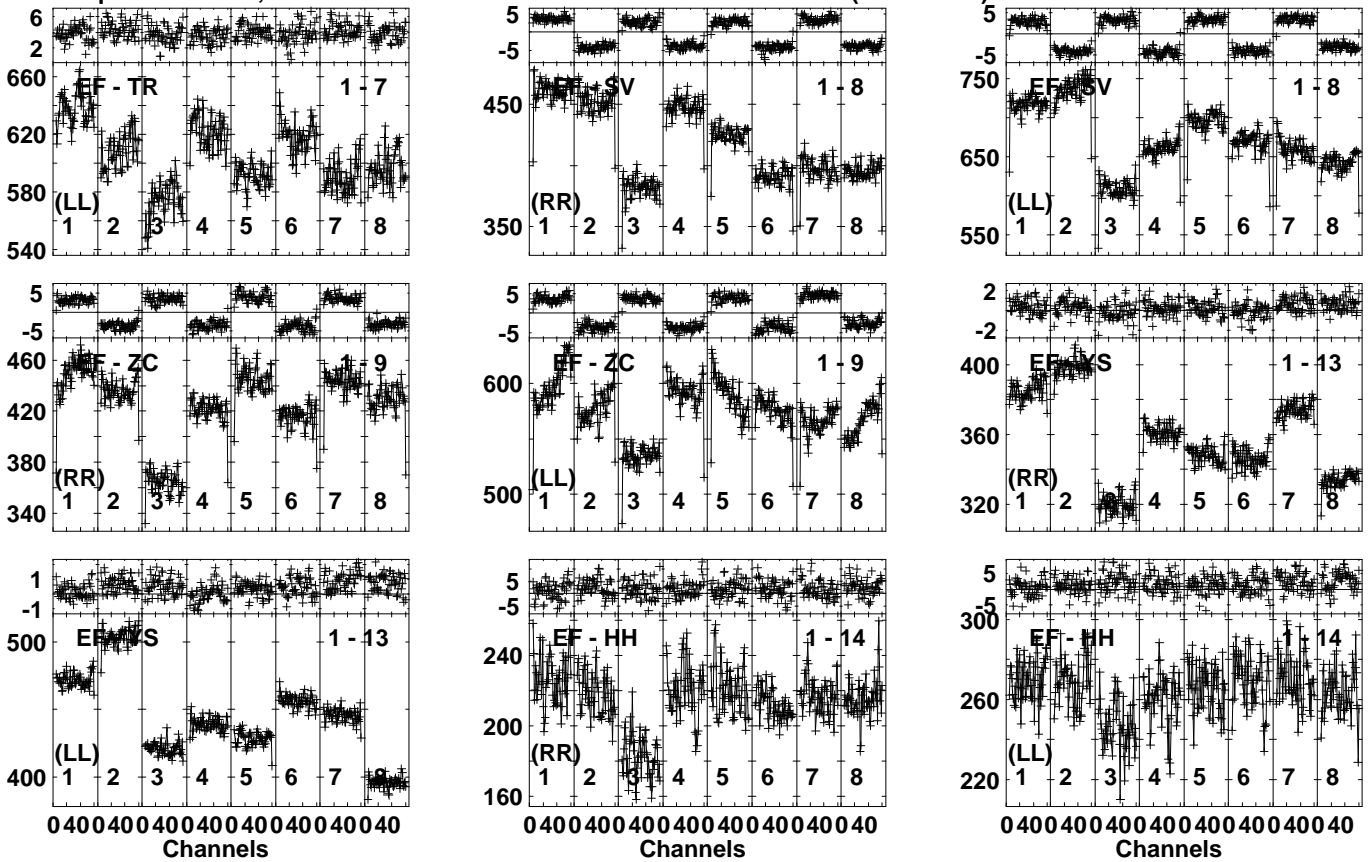 6 5 5
2 -5 -5
660 EF - TR 1 - 7 450 EF - SV 1 - 8 750 EF - SV 1 - 8
620
580 650
(LL) (RR) (LL)
1 2 3 4 5 6 7 8 350 1 2 3 4 5 6 7 8 550 1 2 3 4 5 6 7 8
540
5 5 2
-5 -5 -2
460 EF - ZC 1 - 9 600 EF - ZC 1 - 9 400 EF - YS 1 - 13
420 360
380
(RR) (LL) (RR)
1 2 3 4 5 6 7 8 500 1 2 3 4 5 6 7 8 320 1 2 3 4 5 6 7 8
340
1 5 5
-1 -5 -5
500 EF - YS 1 - 13 240 EF - HH 1 - 14 300 EF - HH 1 - 14
260
200
(LL) (RR) (LL)
400 1 2 3 4 5 6 7 8 1 2 3 4 5 6 7 8 220 1 2 3 4 5 6 7 8
160
0 40 0 40 0 40 0 40 0 40 0 40 0 40 0 40 0 40 0 40 0 40 0 40 0 40 0 40 0 40 0 40 0 40 0 40 0 40 0 40 0 40 0 40 0 40 0 40
Channels Channels Channels